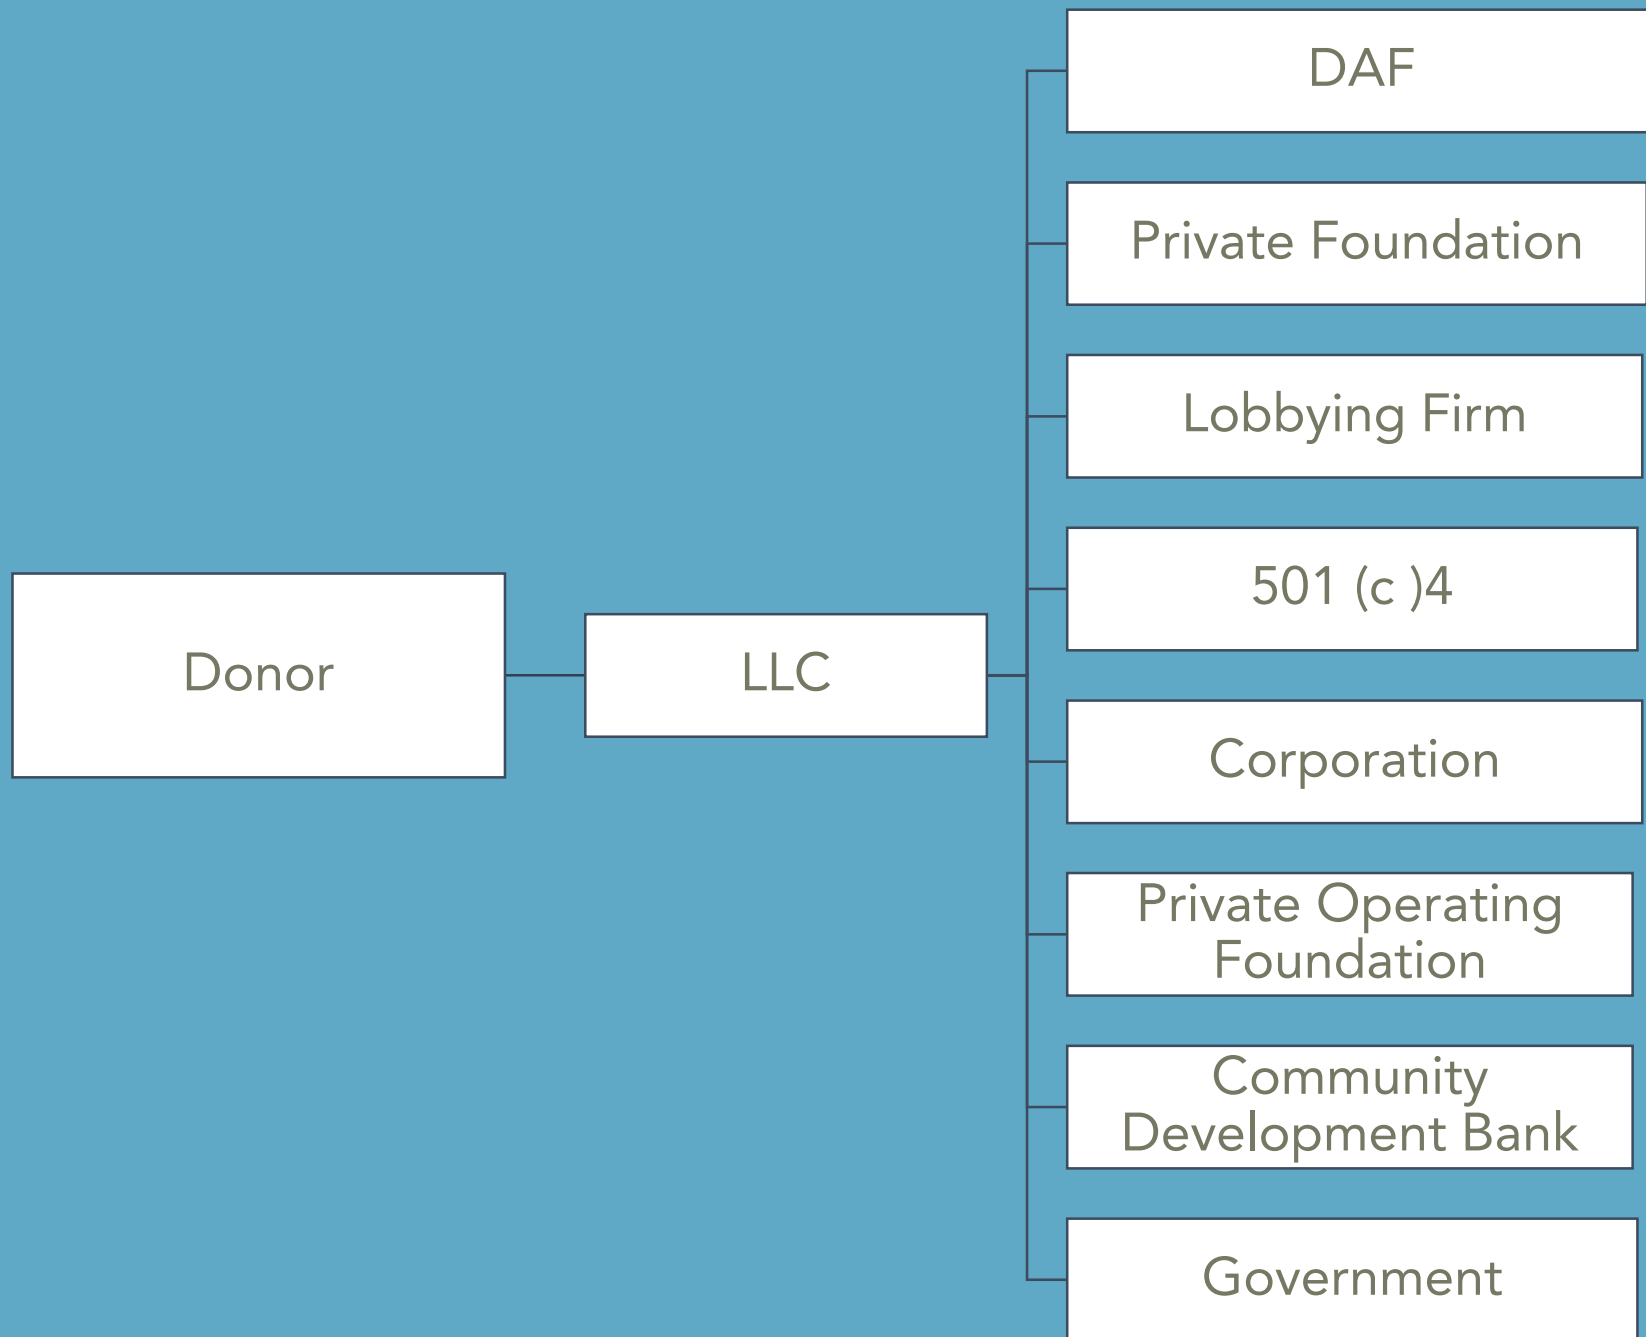 DAF
Private Foundation
Lobbying Firm
501 (c )4
Donor
LLC
Corporation
Private Operating
Foundation
Community
Development Bank
Government